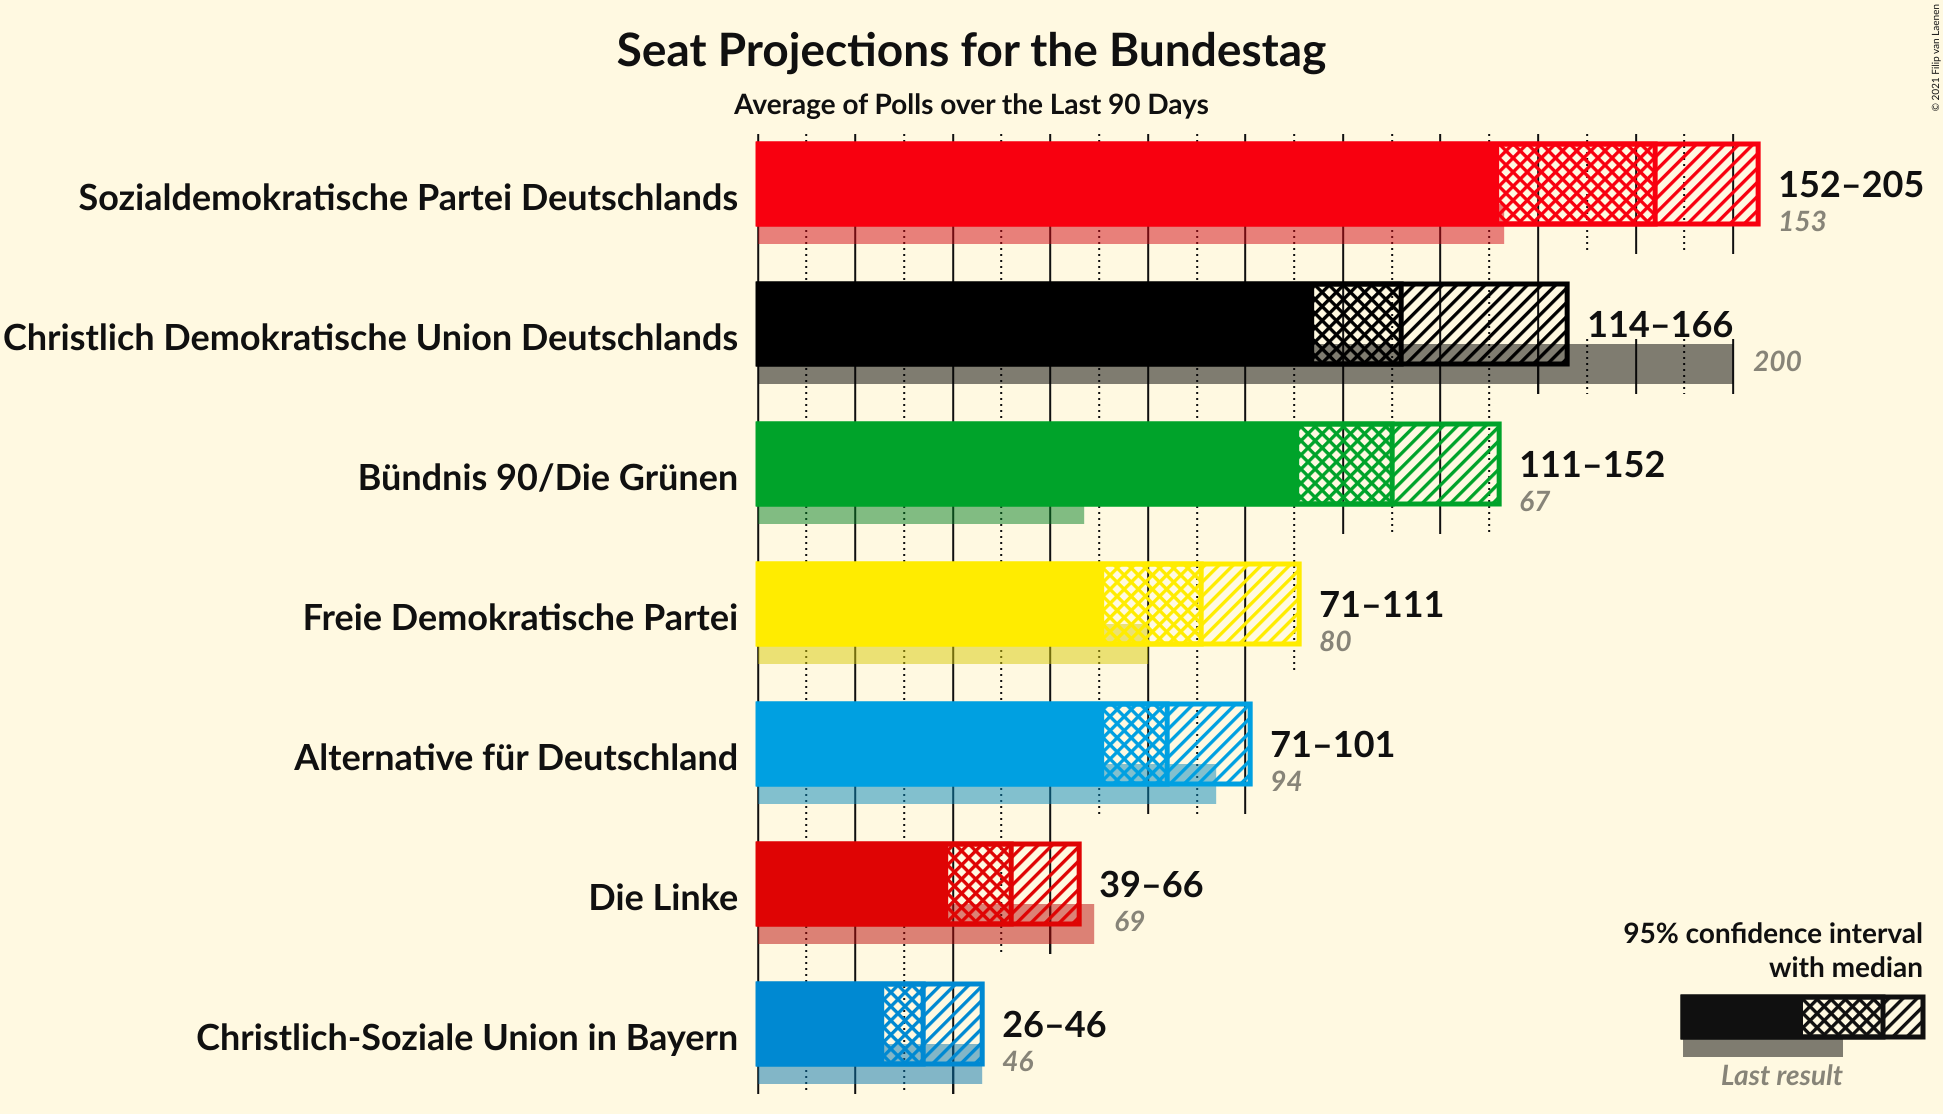 Seat Projections for the Bundestag
Average of Polls over the Last 90 Days
© 2021 Filip van Laenen
Sozialdemokratische Partei Deutschlands
152–205
153
Christlich Demokratische Union Deutschlands
114–166
200
Bündnis 90/Die Grünen
111–152
67
Freie Demokratische Partei
71–111
80
Alternative für Deutschland
71–101
94
Die Linke
39–66
69
Christlich-Soziale Union in Bayern
26–46
46
95% confidence interval
with median
Last result